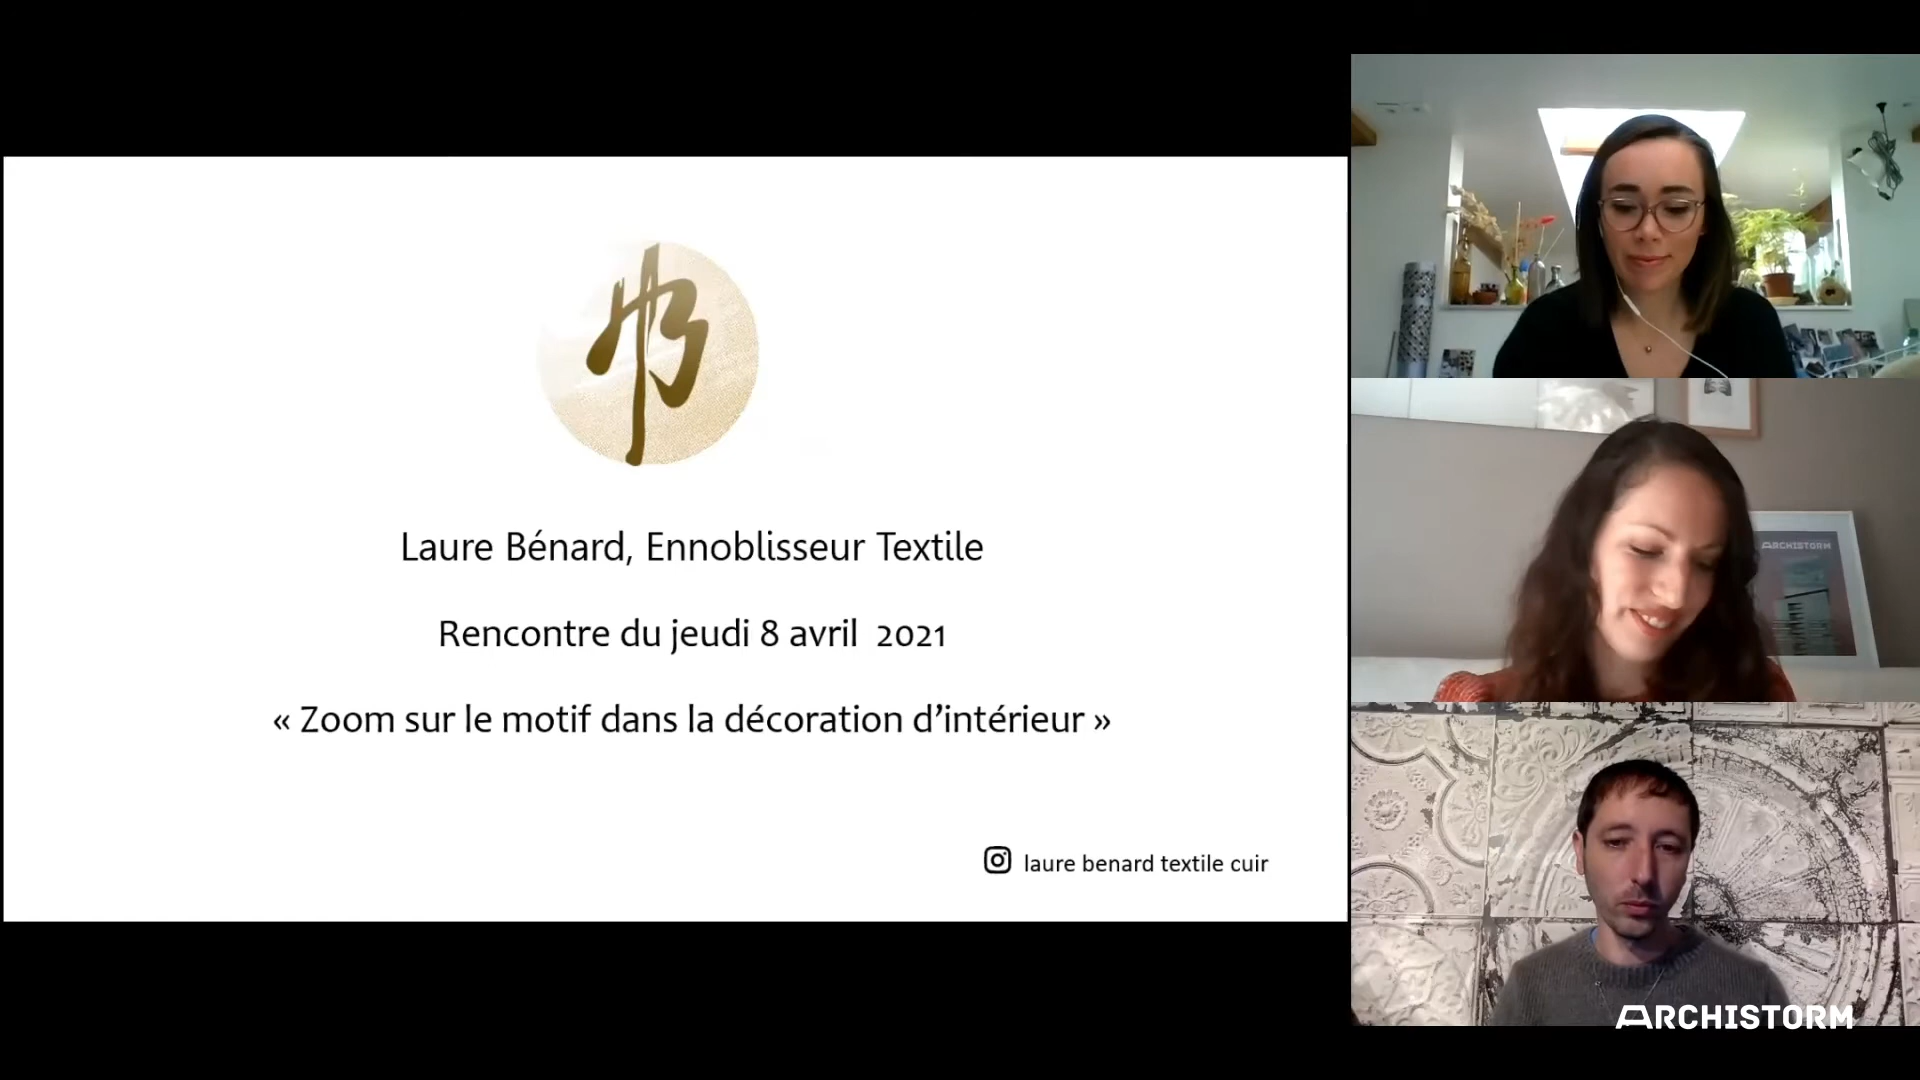 Laure Bénard, Ennoblisseur Textile
Rencontre du jeudi 8 avril 2021
« Zoom sur le motif dans la décoration d’intérieur »
laure benard textile cuir
ARCHISTORM
ARCHISTORM